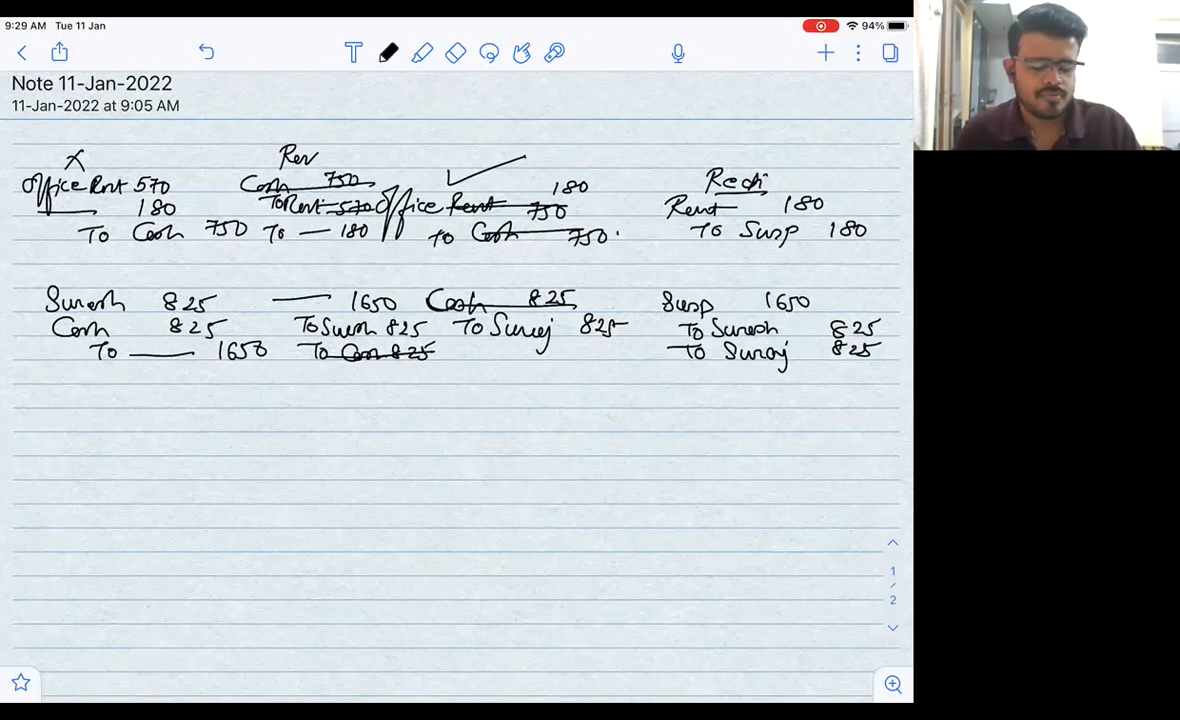 9:29 AM Tue 11 Jan 94%
Note 11-Jan-2022
11-Jan-2022 at 9:05 AM
X Rev
Office Rent 570 Cash 750 Office Rent 180 Redi
180 To Rent 570 750 Rent 180
To Cash 750 To — 180 To Cash 750. To Susp 180
Suresh 825 — 1650 Cash 825 Susp 1650
Cash 825 To Suresh 825 To Suraj 825 To Suresh 825
To — 1650 To Cash 825 To Suraj 825
1
2